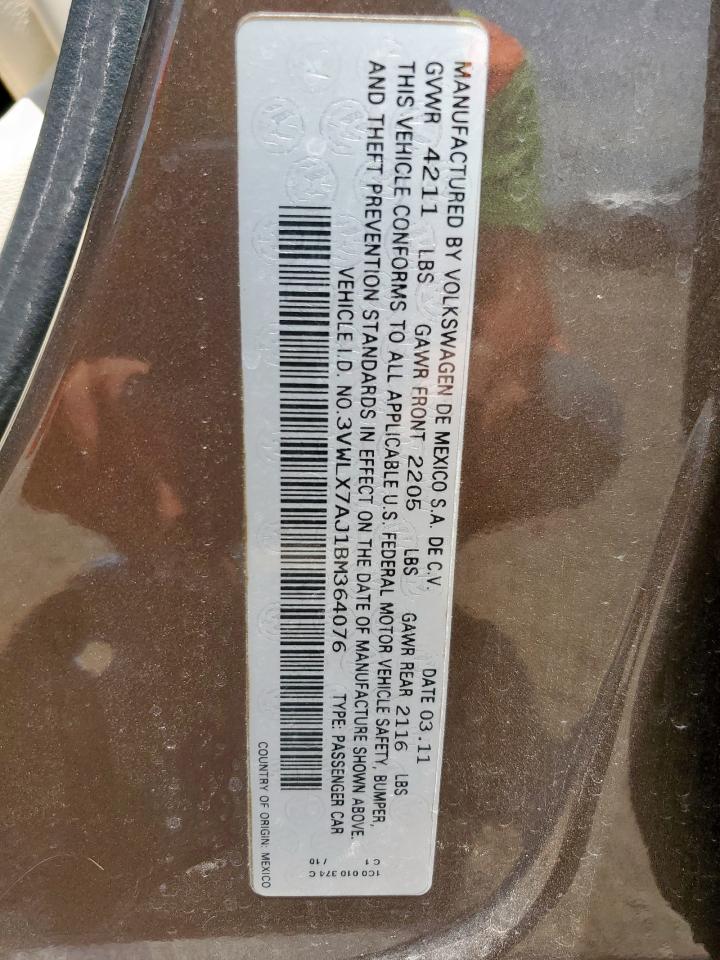 MANUFACTURED BY VOLKSWAGEN DE MEXICO S.A. DE C.V. DATE 03.11
GVWR 4211 LBS GAWR FRONT 2205 LBS GAWR REAR 2116 LBS
THIS VEHICLE CONFORMS TO ALL APPLICABLE U.S. FEDERAL MOTOR VEHICLE SAFETY, BUMPER,
AND THEFT PREVENTION STANDARDS IN EFFECT ON THE DATE OF MANUFACTURE SHOWN ABOVE.
VEHICLE I.D. NO.3VWLX7AJ1BM364076 TYPE: PASSENGER CAR
COUNTRY OF ORIGIN: MEXICO
1C0 010 374 C
C 1 /10